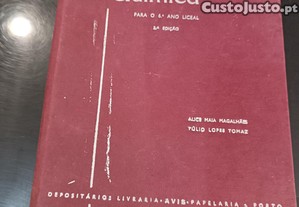 CustoJusto.pt
Química
PARA O 6.º ANO LICEAL
5.ª EDIÇÃO
ALICE MAIA MAGALHÃES
TÚLIO LOPES TOMAZ
DEPOSITÁRIOS LIVRARIA • AVIS • PAPELARIA PORTO